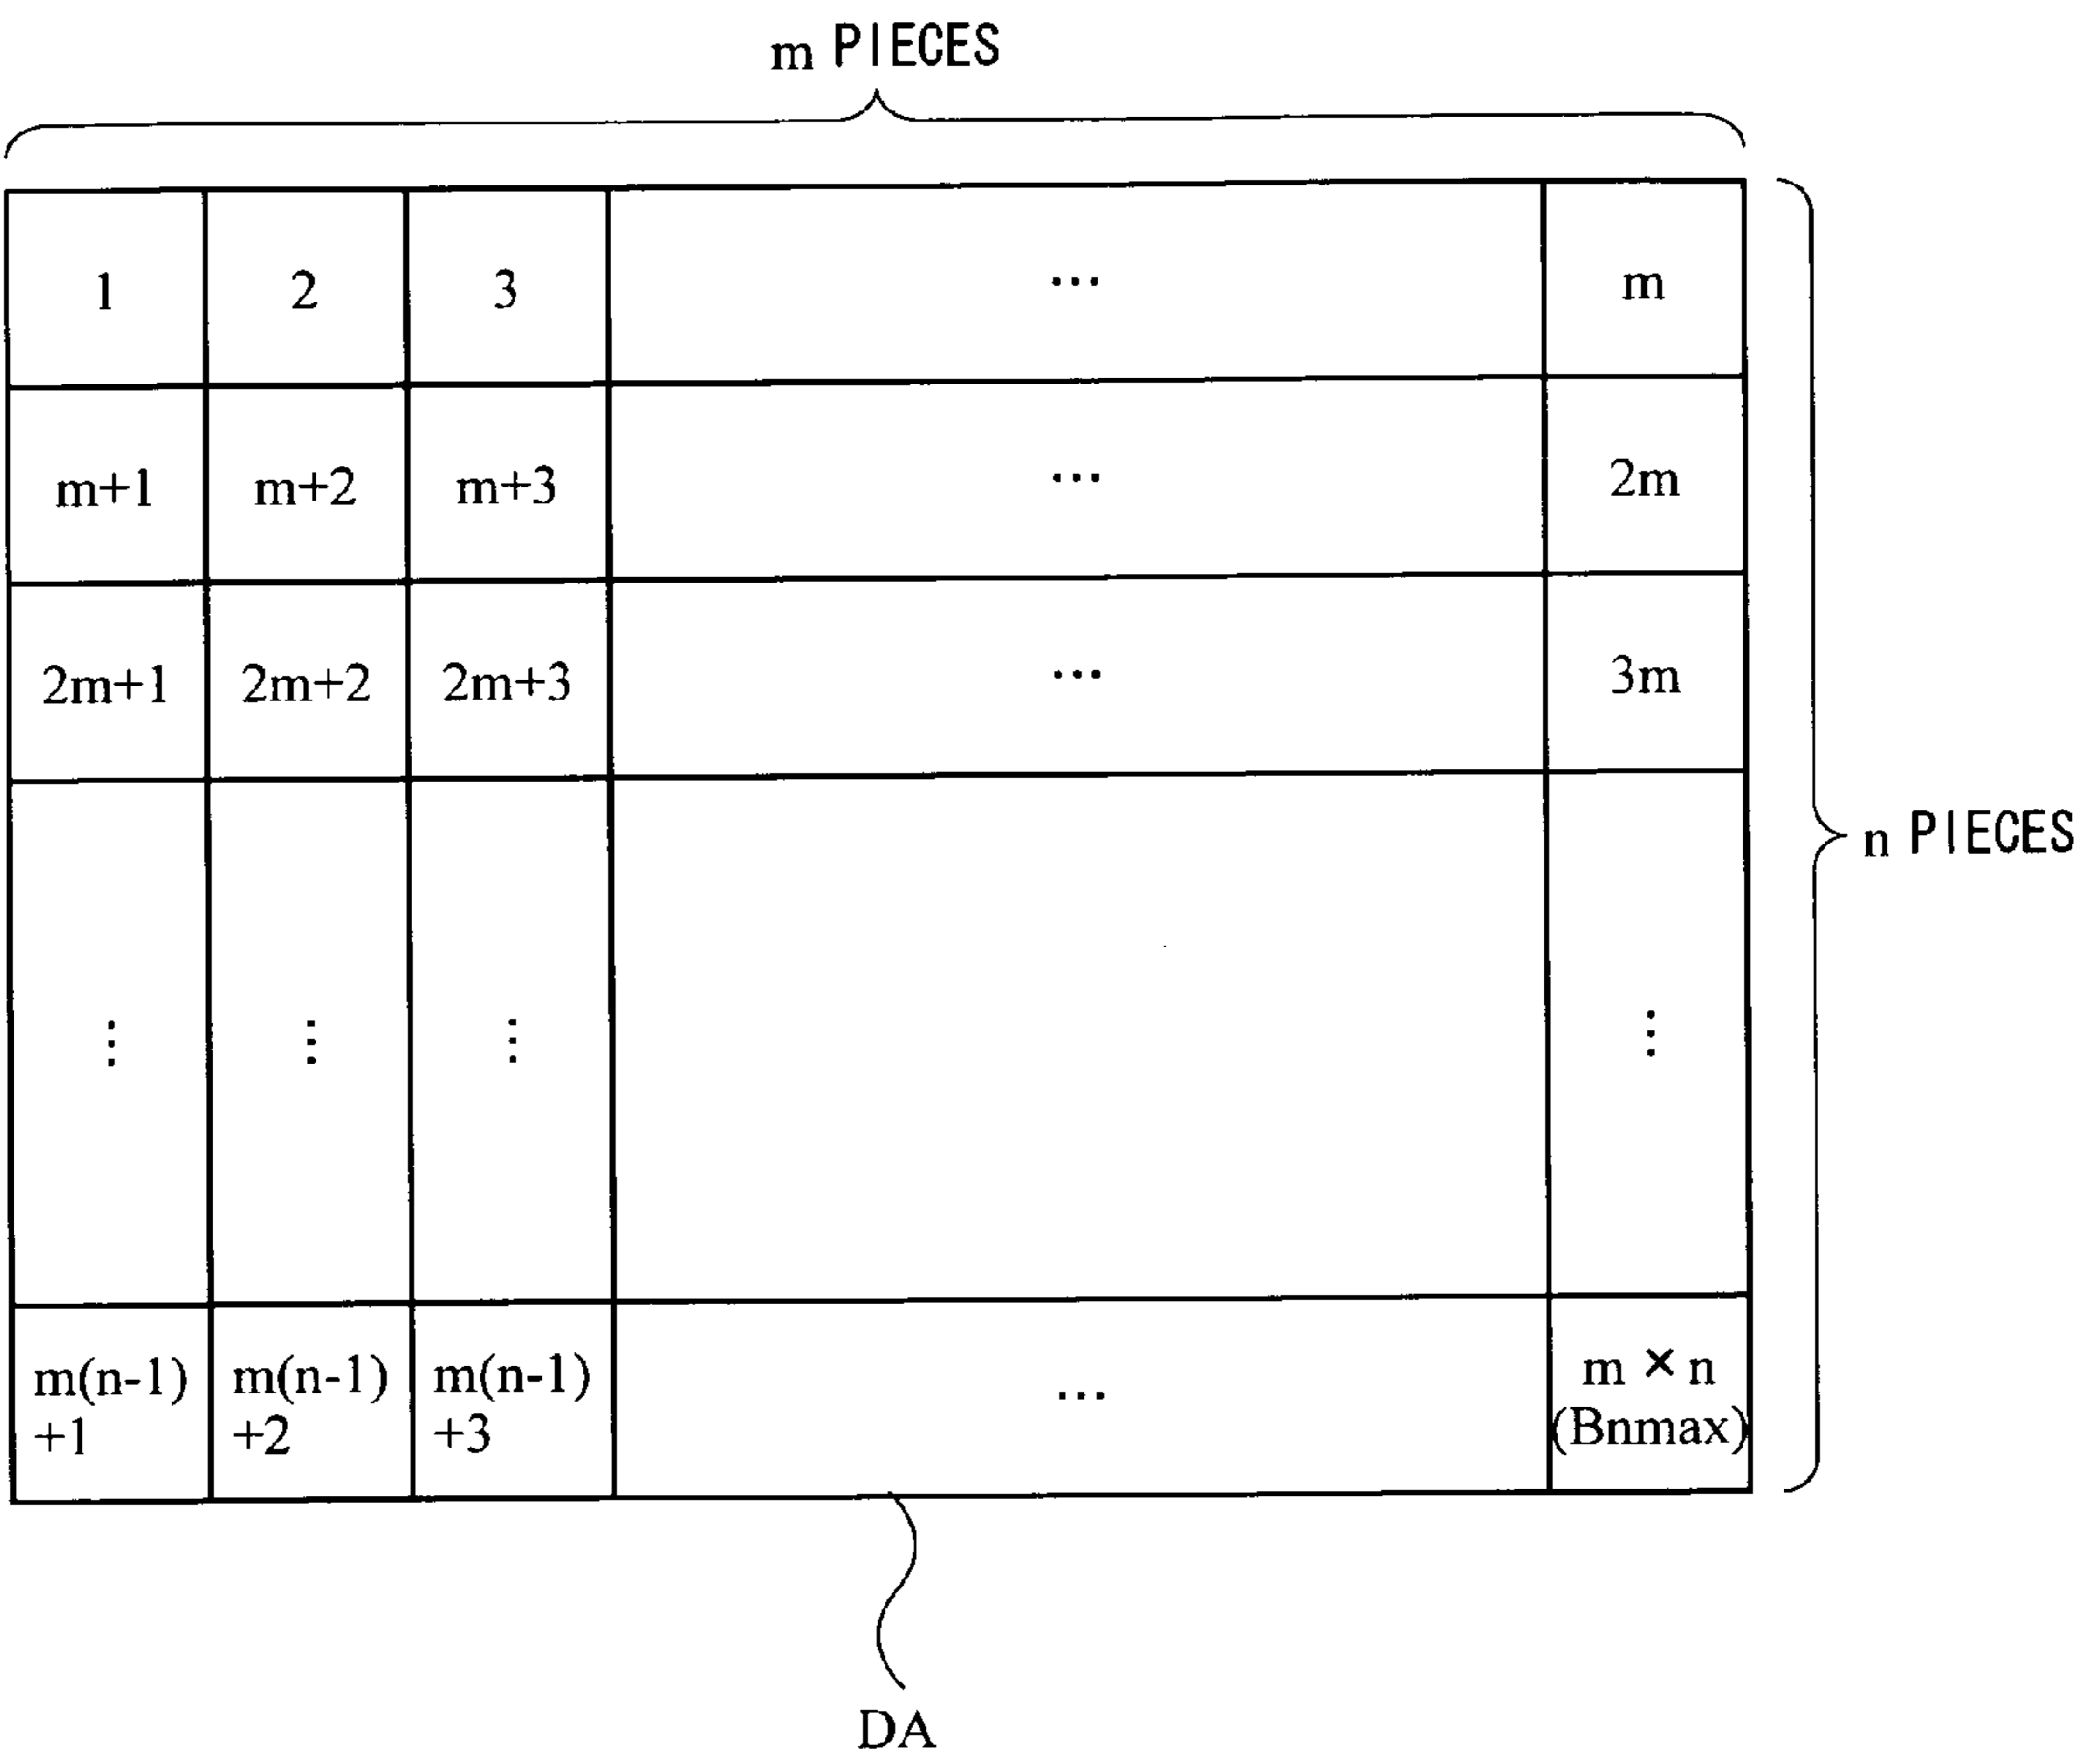 m PIECES
1 2 3 ... m
m+1 m+2 m+3 ... 2m
2m+1 2m+2 2m+3 ... 3m
n PIECES
⋮ ⋮ ⋮ ⋮
m(n-1) m(n-1) m(n-1) ... m × n
+1 +2 +3 (Bnmax)
DA